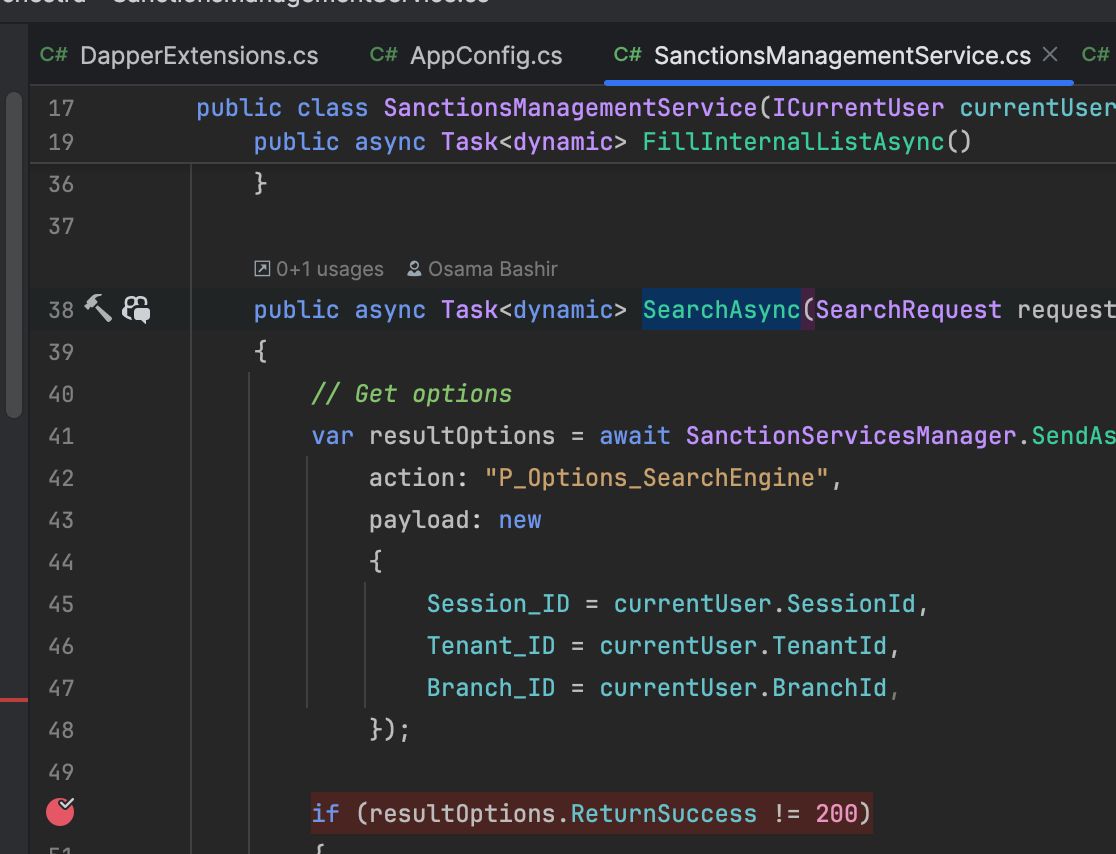 C# DapperExtensions.cs C# AppConfig.cs C# SanctionsManagementService.cs C#
17 public class SanctionsManagementService(ICurrentUser currentUser
19 public async Task<dynamic> FillInternalListAsync()
36 }
37
0+1 usages Osama Bashir
38 public async Task<dynamic> SearchAsync(SearchRequest request
39 {
40 // Get options
41 var resultOptions = await SanctionServicesManager.SendAs
42 action: "P_Options_SearchEngine",
43 payload: new
44 {
45 Session_ID = currentUser.SessionId,
46 Tenant_ID = currentUser.TenantId,
47 Branch_ID = currentUser.BranchId,
48 });
49
if (resultOptions.ReturnSuccess != 200)
51 {